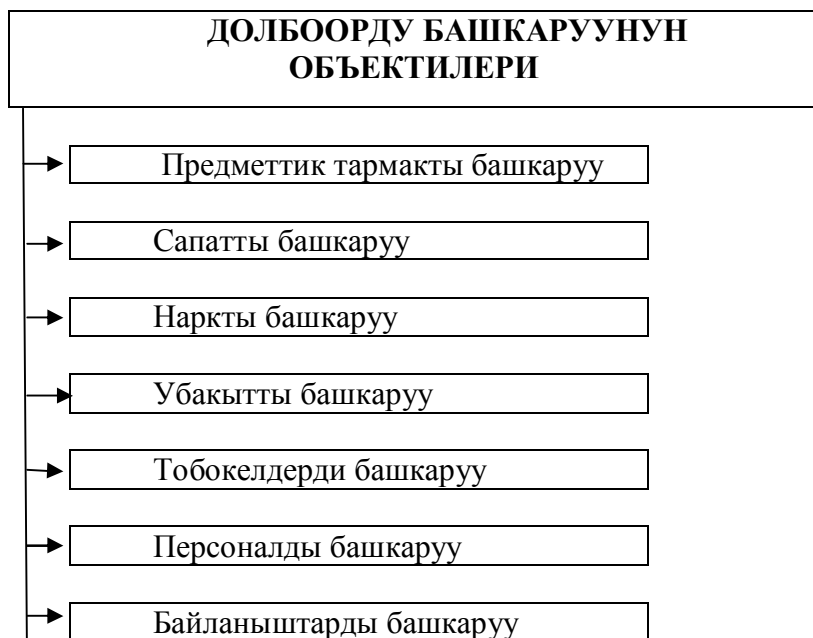 ДОЛБООРДУ БАШКАРУУНУН
ОБЪЕКТИЛЕРИ
Предметтик тармакты башкаруу
Сапатты башкаруу
Наркты башкаруу
Убакытты башкаруу
Тобокелдерди башкаруу
Персоналды башкаруу
Байланыштарды башкаруу